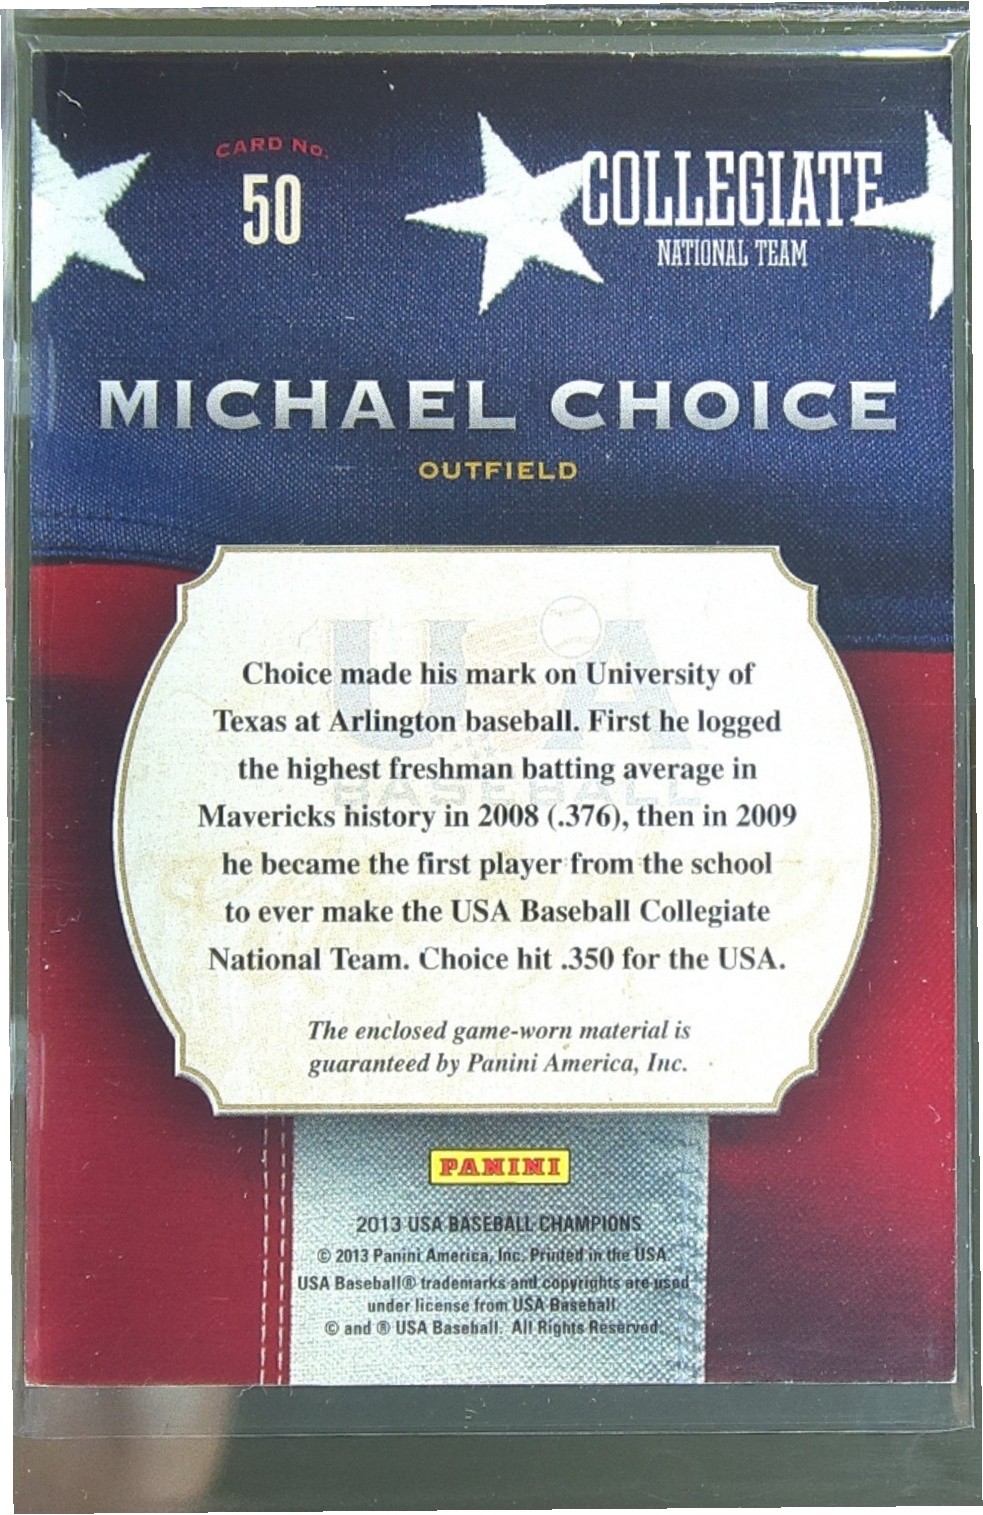 CARD No.
50
COLLEGIATE
NATIONAL TEAM
MICHAEL CHOICE
OUTFIELD
USA
BASEBALL
Choice made his mark on University of
Texas at Arlington baseball. First he logged
the highest freshman batting average in
Mavericks history in 2008 (.376), then in 2009
he became the first player from the school
to ever make the USA Baseball Collegiate
National Team. Choice hit .350 for the USA.
The enclosed game-worn material is
guaranteed by Panini America, Inc.
PANINI
2013 USA BASEBALL CHAMPIONS
© 2013 Panini America, Inc. Printed in the USA.
USA Baseball® trademarks and copyrights are used
under license from USA Baseball.
© and ® USA Baseball. All Rights Reserved.